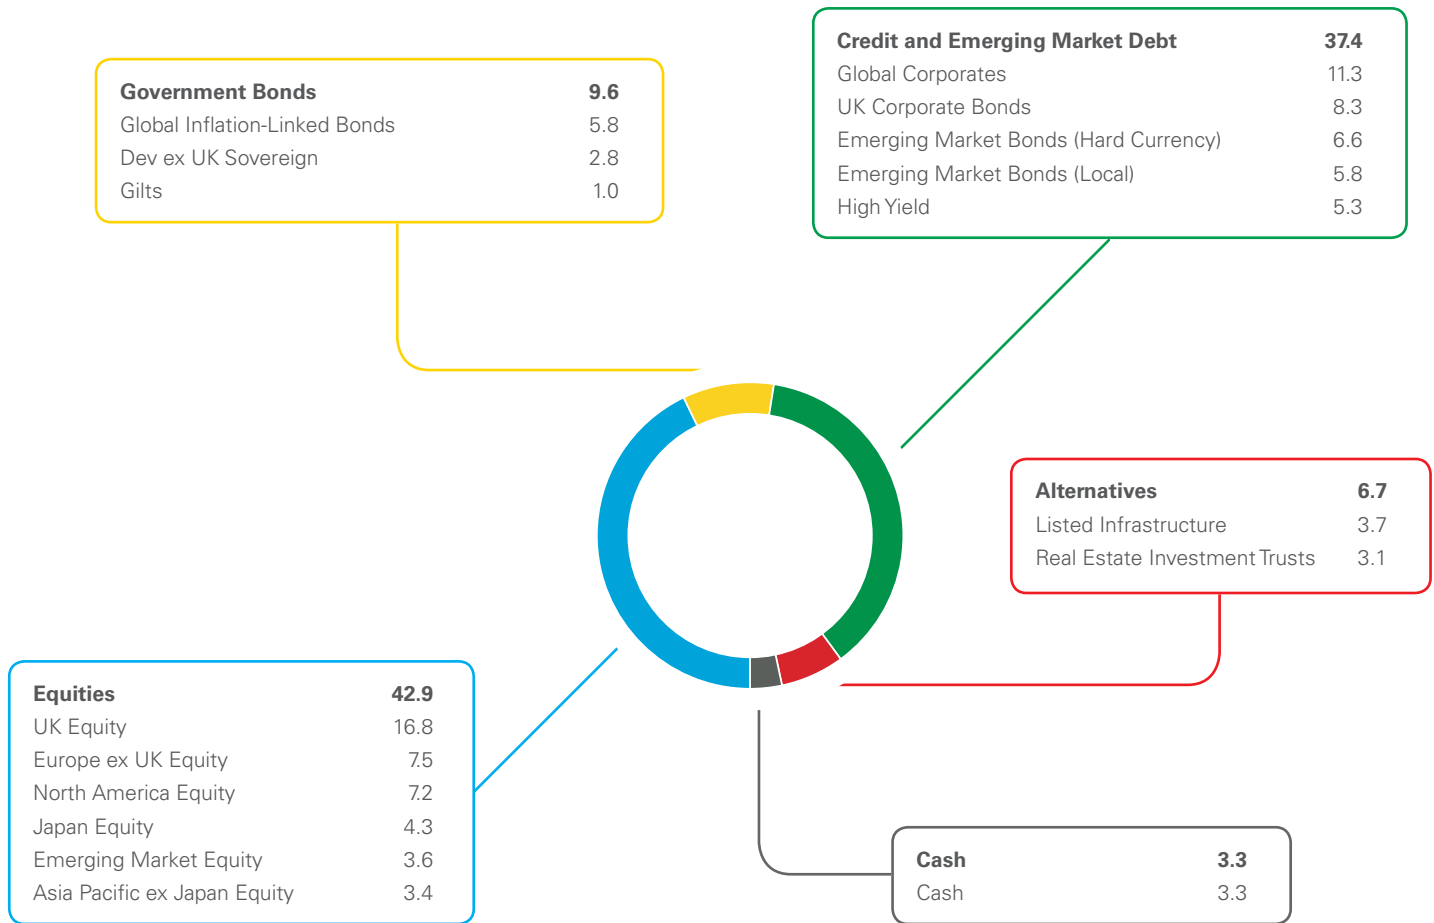 Government Bonds 9.6
Global Inflation-Linked Bonds 5.8
Dev ex UK Sovereign 2.8
Gilts 1.0
Credit and Emerging Market Debt 37.4
Global Corporates 11.3
UK Corporate Bonds 8.3
Emerging Market Bonds (Hard Currency) 6.6
Emerging Market Bonds (Local) 5.8
High Yield 5.3
Alternatives 6.7
Listed Infrastructure 3.7
Real Estate Investment Trusts 3.1
Equities 42.9
UK Equity 16.8
Europe ex UK Equity 7.5
North America Equity 7.2
Japan Equity 4.3
Emerging Market Equity 3.6
Asia Pacific ex Japan Equity 3.4
Cash 3.3
Cash 3.3